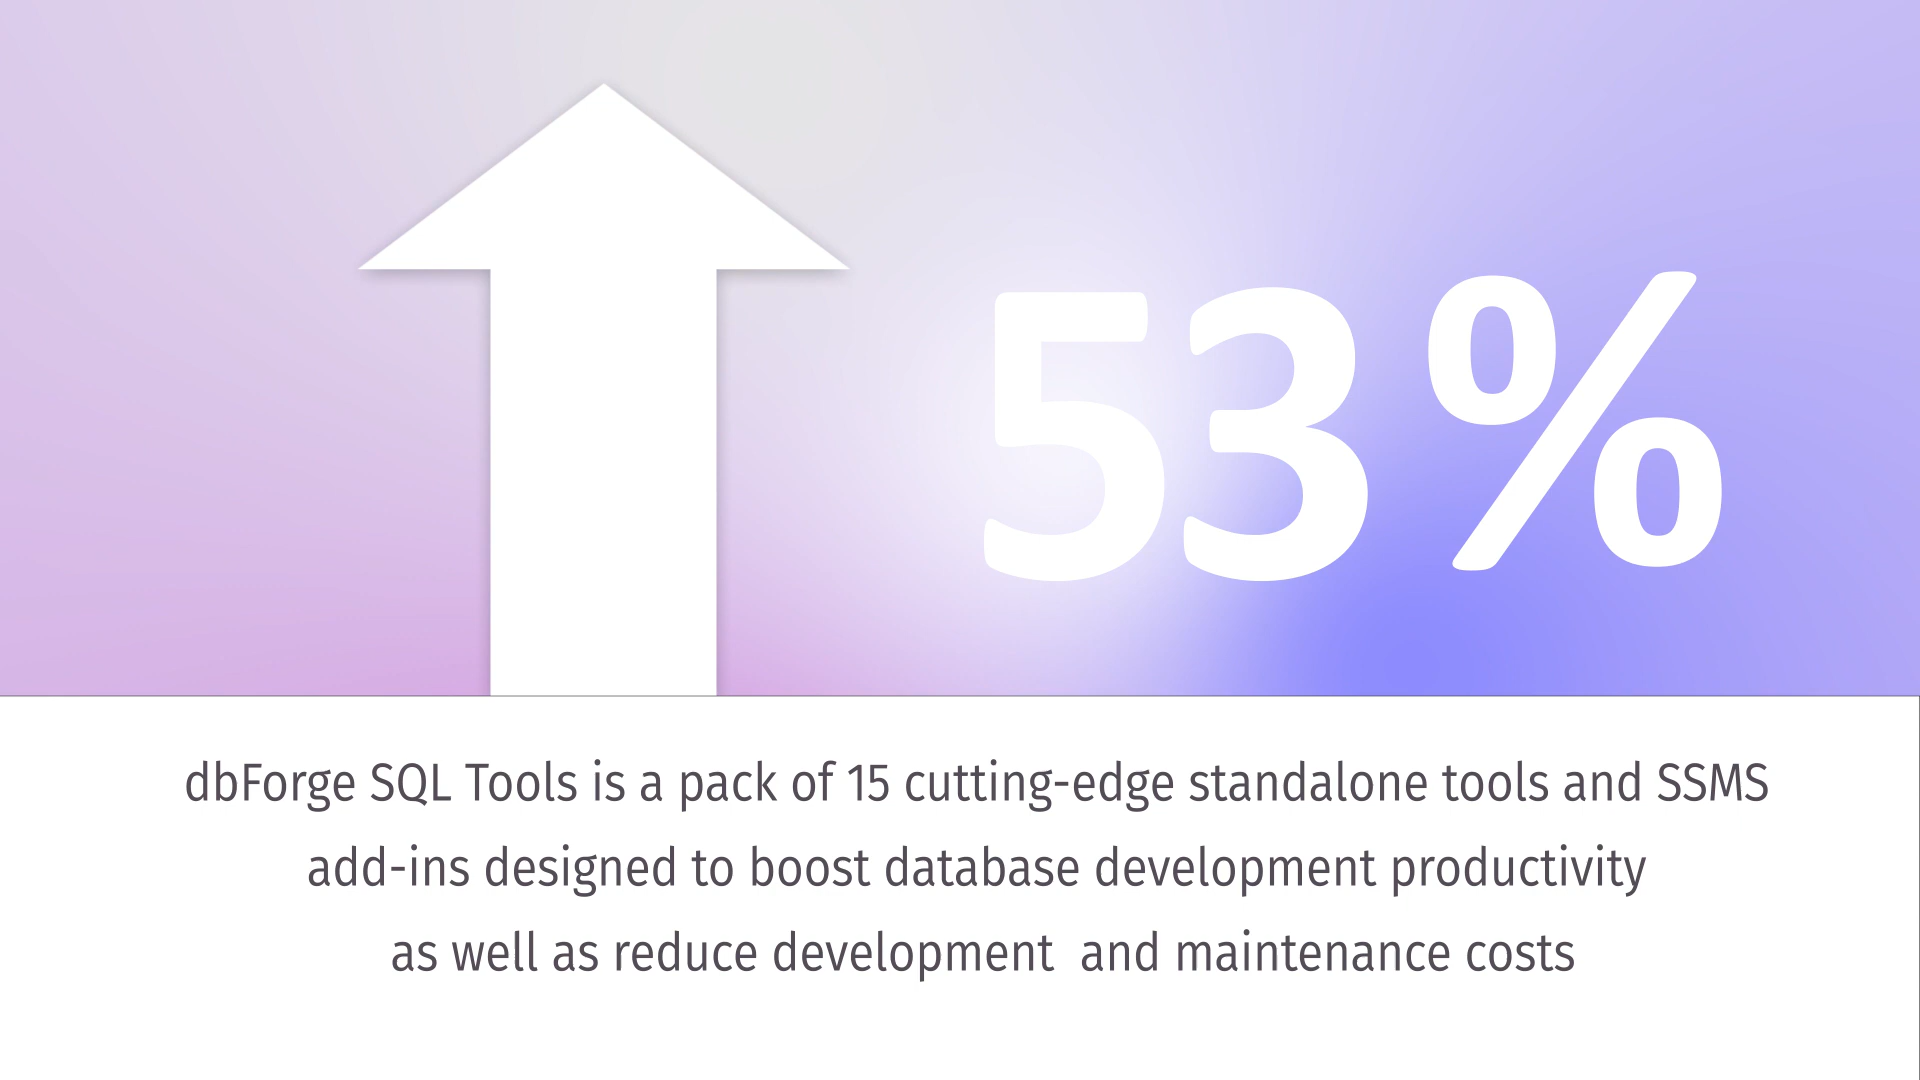 53%
dbForge SQL Tools is a pack of 15 cutting-edge standalone tools and SSMS
add-ins designed to boost database development productivity
as well as reduce development  and maintenance costs